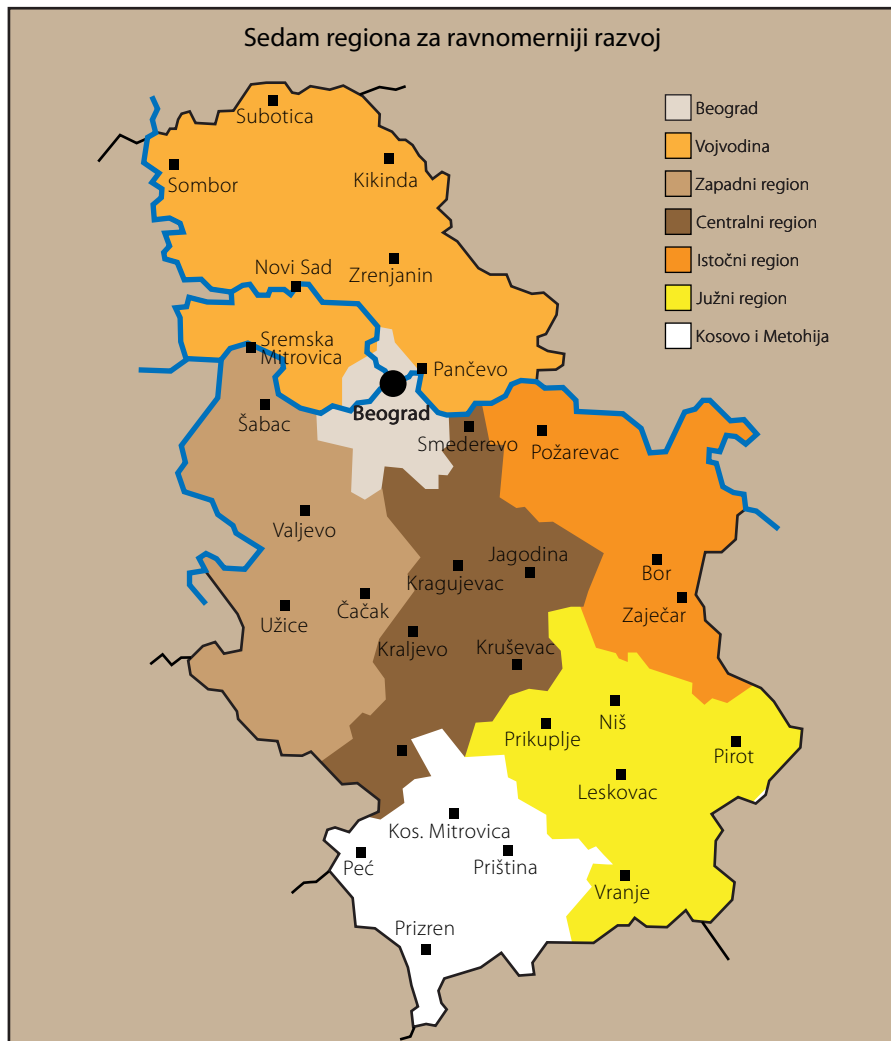 Sedam regiona za ravnomerniji razvoj
Beograd
Vojvodina
Zapadni region
Centralni region
Istočni region
Južni region
Kosovo i Metohija
Subotica
Sombor
Kikinda
Novi Sad
Zrenjanin
Sremska
Mitrovica
Pančevo
Beograd
Šabac
Smederevo
Požarevac
Valjevo
Jagodina
Kragujevac
Bor
Užice
Čačak
Zaječar
Kraljevo
Kruševac
Niš
Prikuplje
Pirot
Leskovac
Kos. Mitrovica
Peć
Priština
Vranje
Prizren